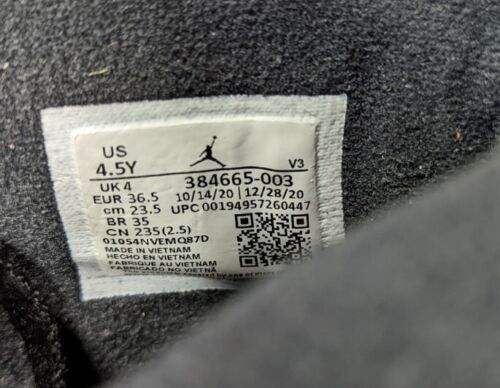 US
4.5Y
V3
UK 4
384665-003
EUR 36.5
10/14/20 | 12/28/20
cm 23.5
UPC 00194957260447
BR 35
CN 235(2.5)
01054NVEMQ87D
MADE IN VIETNAM
HECHO EN VIETNAM
FABRIQUE AU VIETNAM
FABRICADO NO VIETNÃ